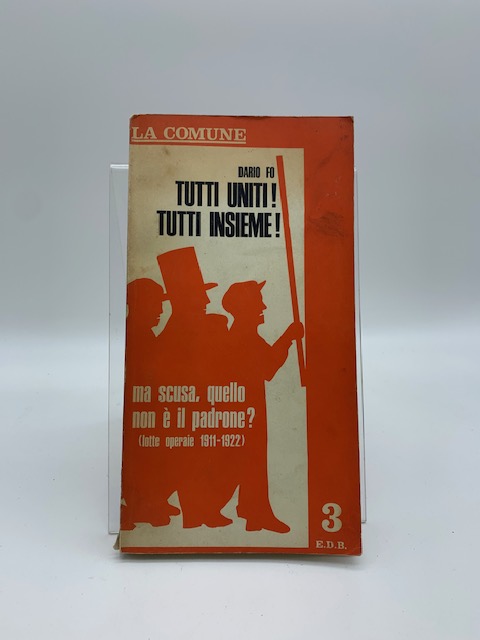 LA COMUNE
DARIO FO
TUTTI UNITI!
TUTTI INSIEME!
ma scusa, quello
non è il padrone?
(lotte operaie 1911-1922)
3
E.D.B.